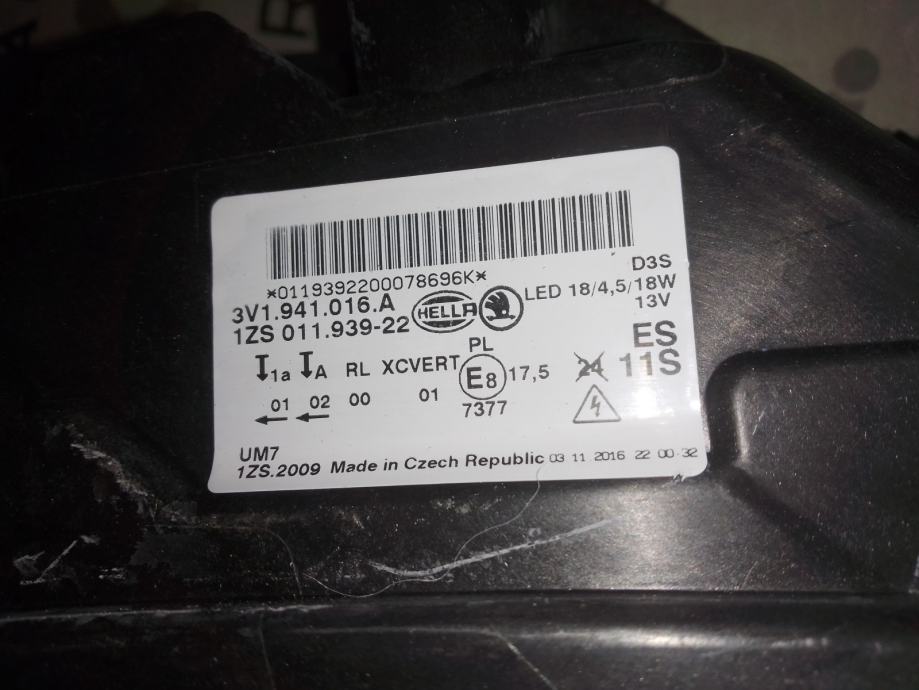 *0119392200078696K*
D3S
3V1.941.016.A
HELLA
LED 18/4,5/18W
13V
1ZS 011.939-22
PL
ES
1a A RL XCVERT E8 17,5 24 11S
01 02 00 01 7377
UM7
1ZS.2009 Made in Czech Republic 03 11 2016 22 00 32